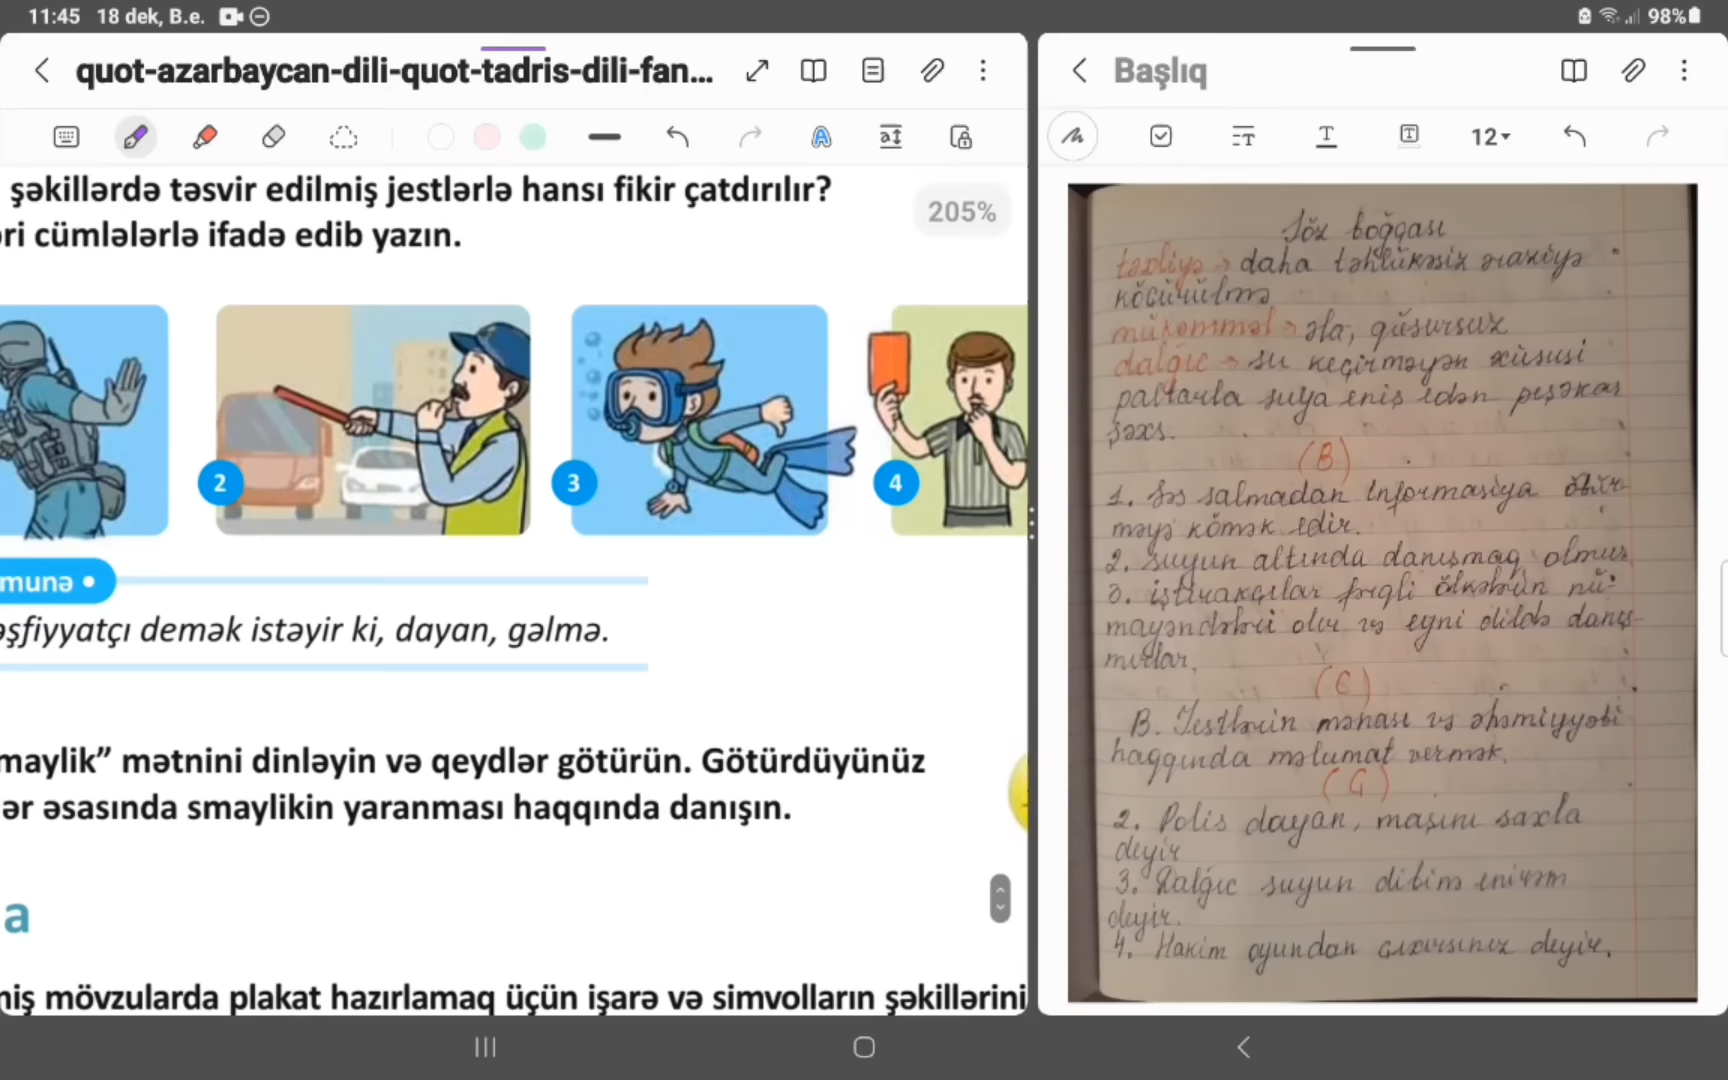 11:45 18 dek, B.e.
98%
quot-azarbaycan-dili-quot-tadris-dili-fan...
şəkillərdə təsvir edilmiş jestlərlə hansı fikir çatdırılır?
əri cümlələrlə ifadə edib yazın.
205%
2
3
4
munə •
əşfiyyatçı demək istəyir ki, dayan, gəlmə.
maylik” mətnini dinləyin və qeydlər götürün. Götürdüyünüz
ər əsasında smaylikin yaranması haqqında danışın.
a
niş mövzularda plakat hazırlamaq üçün işarə və simvolların şəkillərini
Başlıq
12
Söz boğçası
təxliyə → daha təhlükəsiz əraziyə
köçürülmə
mükəmməl → əla, qüsursuz
dalğıc → su keçirməyən xüsusi
paltarla suya eniş edən peşəkar
şəxs.
(B)
1. Səs salmadan informasiya ötür-
məyə kömək edir.
2. Suyun altında danışmaq olmur
3. iştirakçılar fərqli ölkələrin nü-
mayəndələri olur və eyni dildə danış-
mırlar.
(C)
B. Jestlərin mənası və əhəmiyyəti
haqqında məlumat vermək.
(G)
2. Polis dayan, maşını saxla
deyir
3. Dalğıc suyun dibinə enirəm
deyir.
4. Hakim oyundan çıxırsınız deyir.